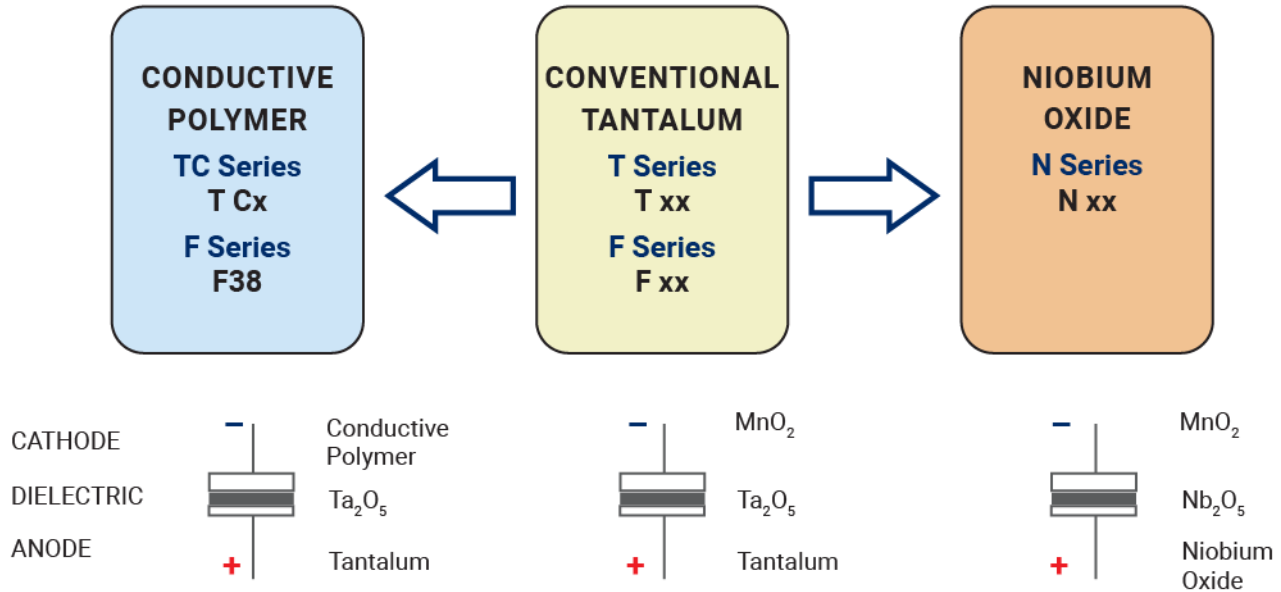 CONDUCTIVE
POLYMER
TC Series
T Cx
F Series
F38
CONVENTIONAL
TANTALUM
T Series
T xx
F Series
F xx
NIOBIUM
OXIDE
N Series
N xx
CATHODE
DIELECTRIC
ANODE
−
Conductive
Polymer
Ta₂O₅
+
Tantalum
−
MnO₂
Ta₂O₅
+
Tantalum
−
MnO₂
Nb₂O₅
+
Niobium
Oxide